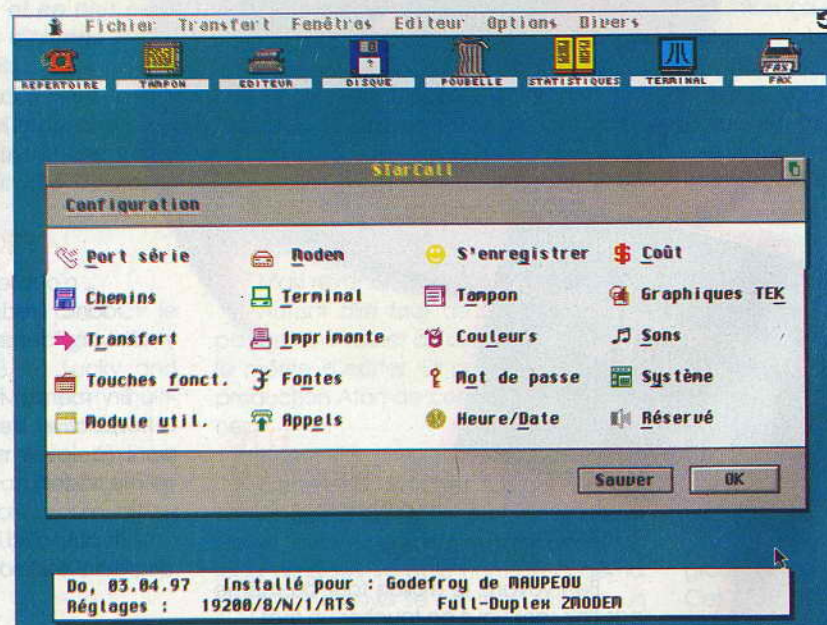 Fichier Transfert Fenêtres Editeur Options Divers
REPERTOIRE TAMPON EDITEUR DISQUE POUBELLE STATISTIQUES TERMINAL FAX
FAX
StarCall
Configuration
Port série Modem S'enregistrer Coût
Chemins Terminal Tampon Graphiques TEK
Transfert Imprimante Couleurs Sons
Touches fonct. Fontes Mot de passe Système
Module util. Appels Heure/Date Réservé
Sauver OK
Do, 03.04.97 Installé pour : Godefroy de MAUPEOU
Réglages : 19200/8/N/1/RTS Full-Duplex ZMODEM